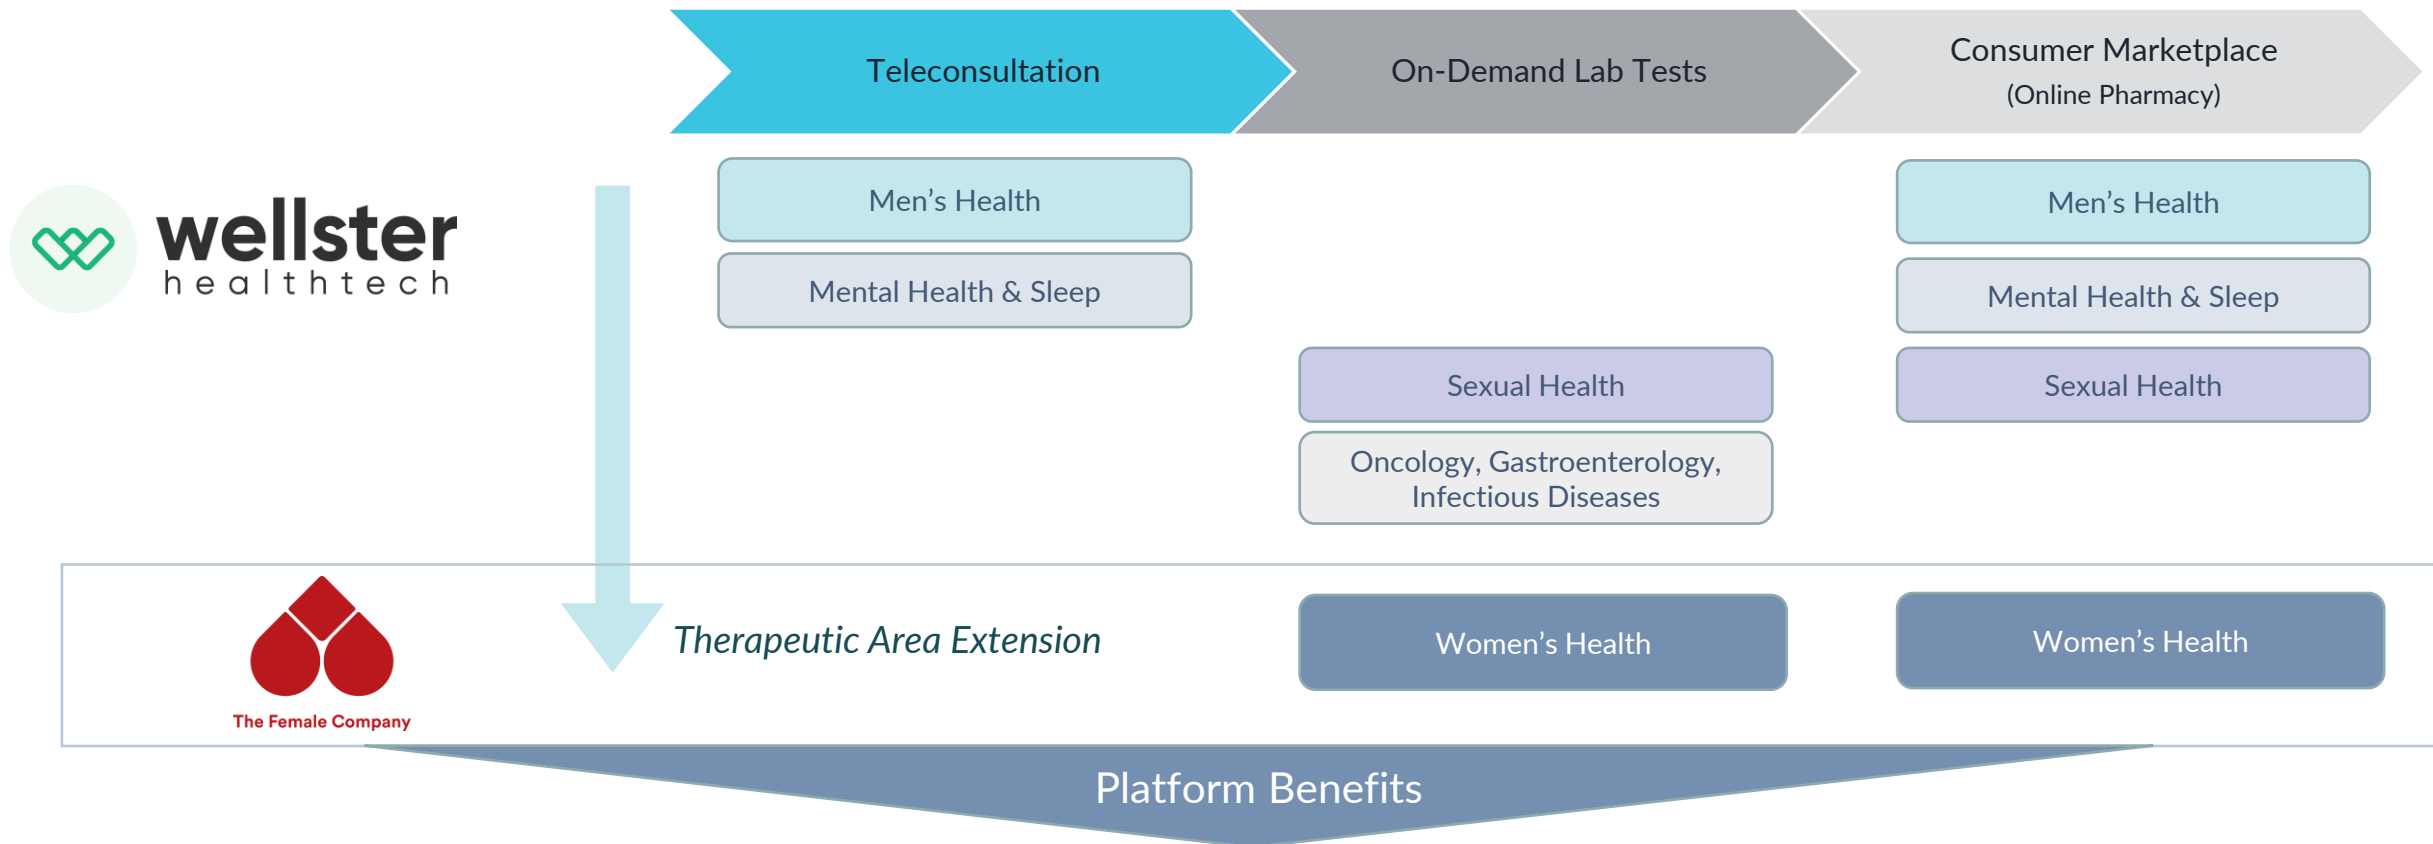 Teleconsultation
On-Demand Lab Tests
Consumer Marketplace
(Online Pharmacy)
wellster
healthtech
Men’s Health
Men’s Health
Mental Health & Sleep
Mental Health & Sleep
Sexual Health
Sexual Health
Oncology, Gastroenterology,
Infectious Diseases
The Female Company
Therapeutic Area Extension
Women’s Health
Women’s Health
Platform Benefits